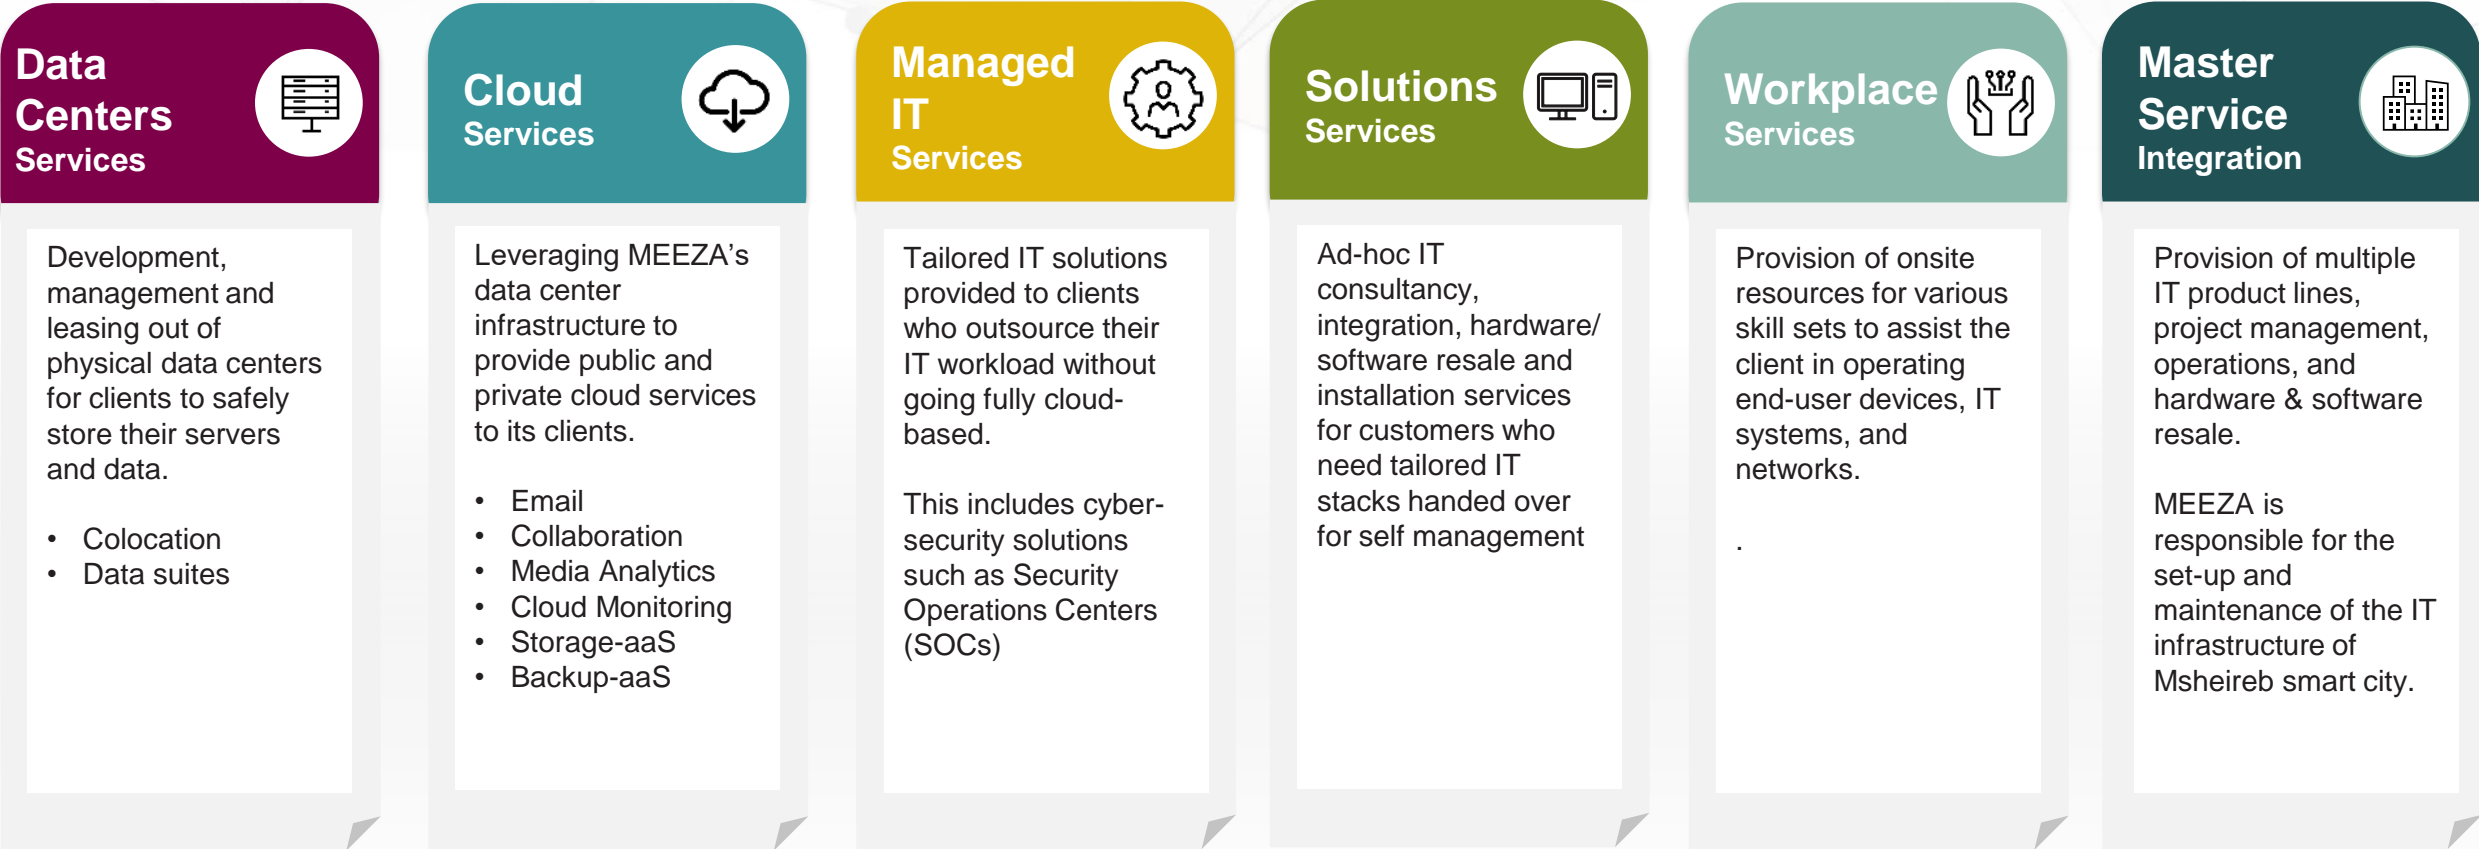 Data
Centers
Services
Development,
management and
leasing out of
physical data centers
for clients to safely
store their servers
and data.
• Colocation
• Data suites
Cloud
Services
Leveraging MEEZA’s
data center
infrastructure to
provide public and
private cloud services
to its clients.
• Email
• Collaboration
• Media Analytics
• Cloud Monitoring
• Storage-aaS
• Backup-aaS
Managed
IT
Services
Tailored IT solutions
provided to clients
who outsource their
IT workload without
going fully cloud-
based.
This includes cyber-
security solutions
such as Security
Operations Centers
(SOCs)
Solutions
Services
Ad-hoc IT
consultancy,
integration, hardware/
software resale and
installation services
for customers who
need tailored IT
stacks handed over
for self management
Workplace
Services
Provision of onsite
resources for various
skill sets to assist the
client in operating
end-user devices, IT
systems, and
networks.
.
Master
Service
Integration
Provision of multiple
IT product lines,
project management,
operations, and
hardware & software
resale.
MEEZA is
responsible for the
set-up and
maintenance of the IT
infrastructure of
Msheireb smart city.